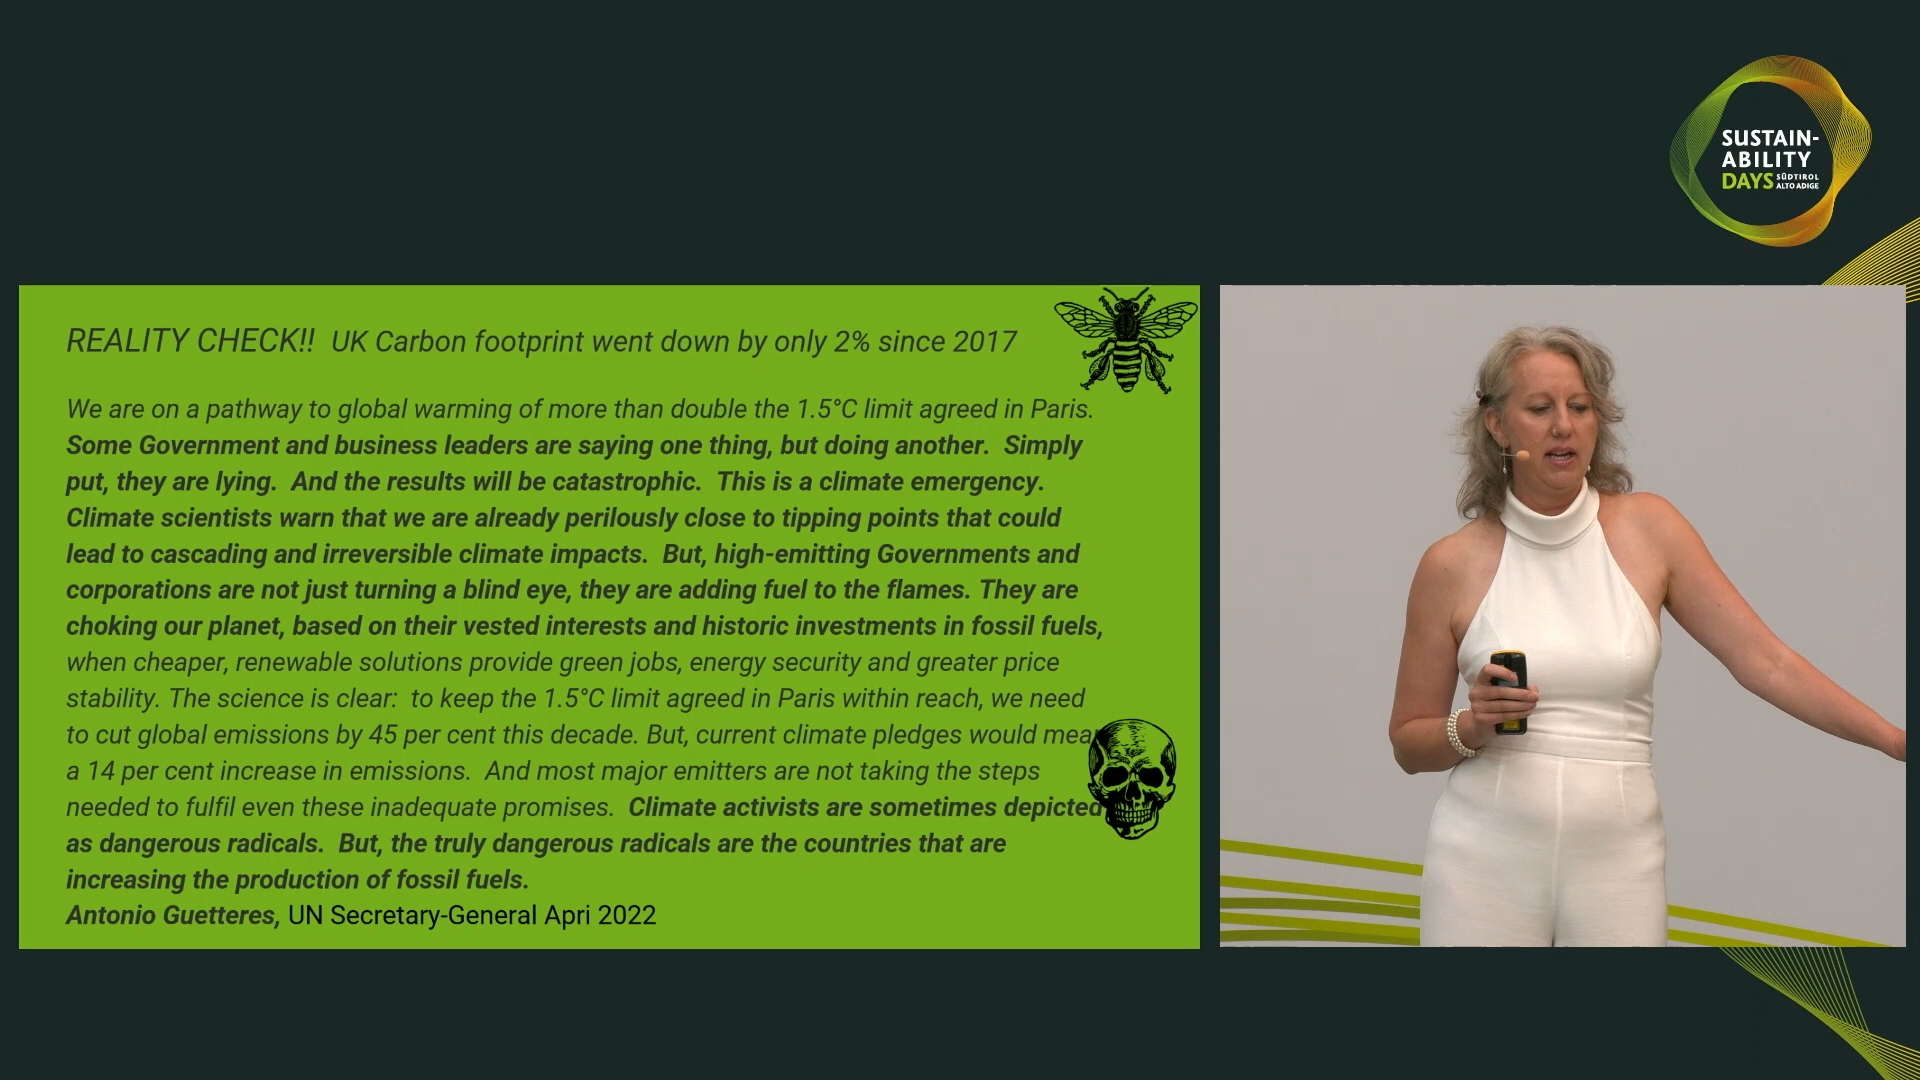 SUSTAIN-
ABILITY
DAYS SÜDTIROL
ALTO ADIGE
REALITY CHECK!! UK Carbon footprint went down by only 2% since 2017
We are on a pathway to global warming of more than double the 1.5°C limit agreed in Paris.
Some Government and business leaders are saying one thing, but doing another. Simply
put, they are lying. And the results will be catastrophic. This is a climate emergency.
Climate scientists warn that we are already perilously close to tipping points that could
lead to cascading and irreversible climate impacts. But, high-emitting Governments and
corporations are not just turning a blind eye, they are adding fuel to the flames. They are
choking our planet, based on their vested interests and historic investments in fossil fuels,
when cheaper, renewable solutions provide green jobs, energy security and greater price
stability. The science is clear: to keep the 1.5°C limit agreed in Paris within reach, we need
to cut global emissions by 45 per cent this decade. But, current climate pledges would mean
a 14 per cent increase in emissions. And most major emitters are not taking the steps
needed to fulfil even these inadequate promises. Climate activists are sometimes depicted
as dangerous radicals. But, the truly dangerous radicals are the countries that are
increasing the production of fossil fuels.
Antonio Guetteres, UN Secretary-General Apri 2022